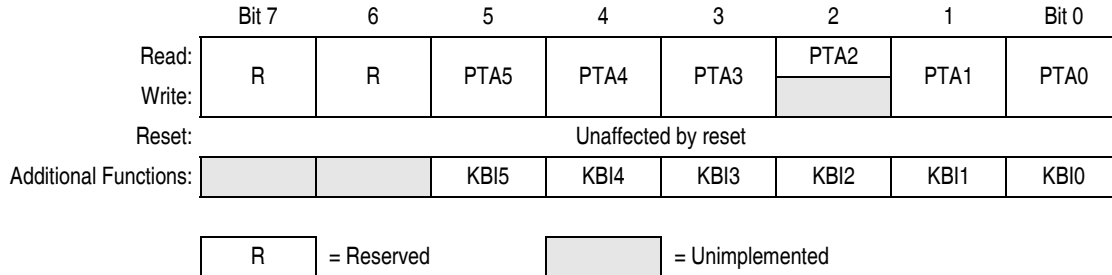 Bit 7 6 5 4 3 2 1 Bit 0
Read: R R PTA5 PTA4 PTA3 PTA2 PTA1 PTA0
Write:
Reset: Unaffected by reset
Additional Functions: KBI5 KBI4 KBI3 KBI2 KBI1 KBI0
R = Reserved = Unimplemented